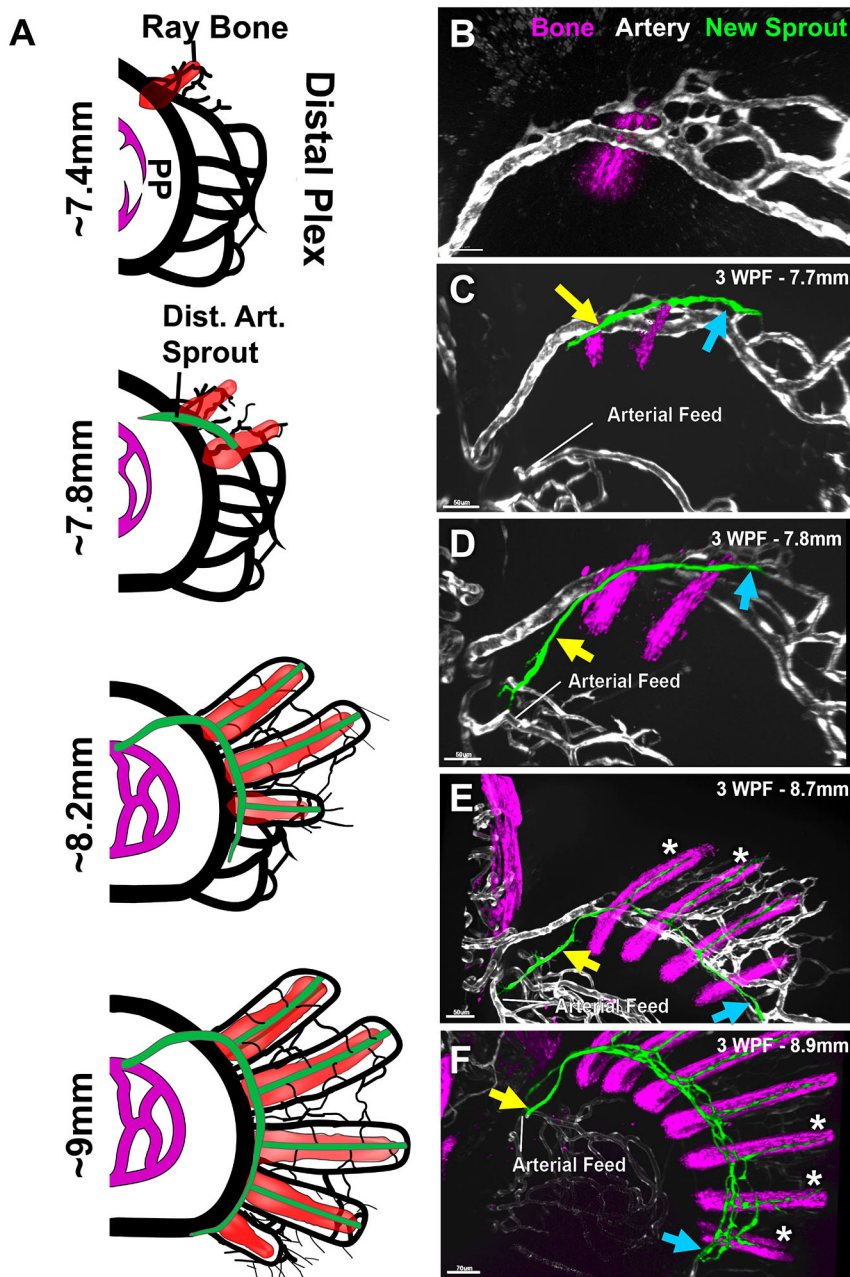 A
Ray Bone
~7.4mm
PP
Distal Plex
Dist. Art.
Sprout
~7.8mm
~8.2mm
~9mm
B
Bone Artery New Sprout
C
3 WPF - 7.7mm
Arterial Feed
50μm
D
3 WPF - 7.8mm
Arterial Feed
50μm
E
3 WPF - 8.7mm
* *
Arterial Feed
50μm
F
3 WPF - 8.9mm
*
Arterial Feed
*
*
70μm